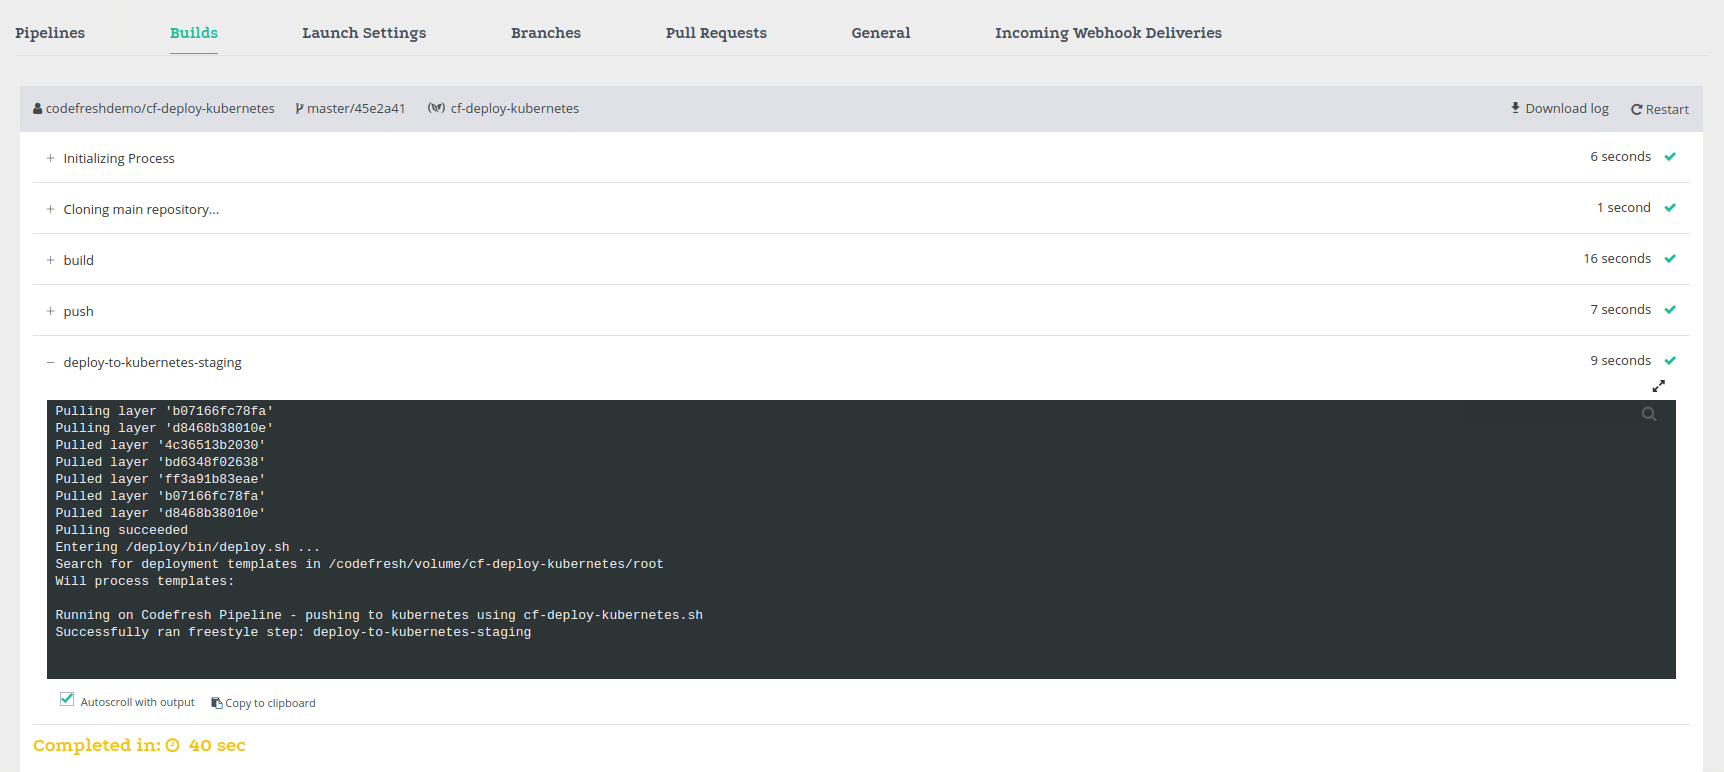 Pipelines Builds Launch Settings Branches Pull Requests General Incoming Webhook Deliveries
codefreshdemo/cf-deploy-kubernetes master/45e2a41 cf-deploy-kubernetes Download log Restart
+ Initializing Process 6 seconds
+ Cloning main repository... 1 second
+ build 16 seconds
+ push 7 seconds
− deploy-to-kubernetes-staging 9 seconds
Pulling layer 'b07166fc78fa'
Pulling layer 'd8468b38010e'
Pulled layer '4c36513b2030'
Pulled layer 'bd6348f02638'
Pulled layer 'ff3a91b83eae'
Pulled layer 'b07166fc78fa'
Pulled layer 'd8468b38010e'
Pulling succeeded
Entering /deploy/bin/deploy.sh ...
Search for deployment templates in /codefresh/volume/cf-deploy-kubernetes/root
Will process templates:
Running on Codefresh Pipeline - pushing to kubernetes using cf-deploy-kubernetes.sh
Successfully ran freestyle step: deploy-to-kubernetes-staging
Autoscroll with output Copy to clipboard
Completed in: 40 sec